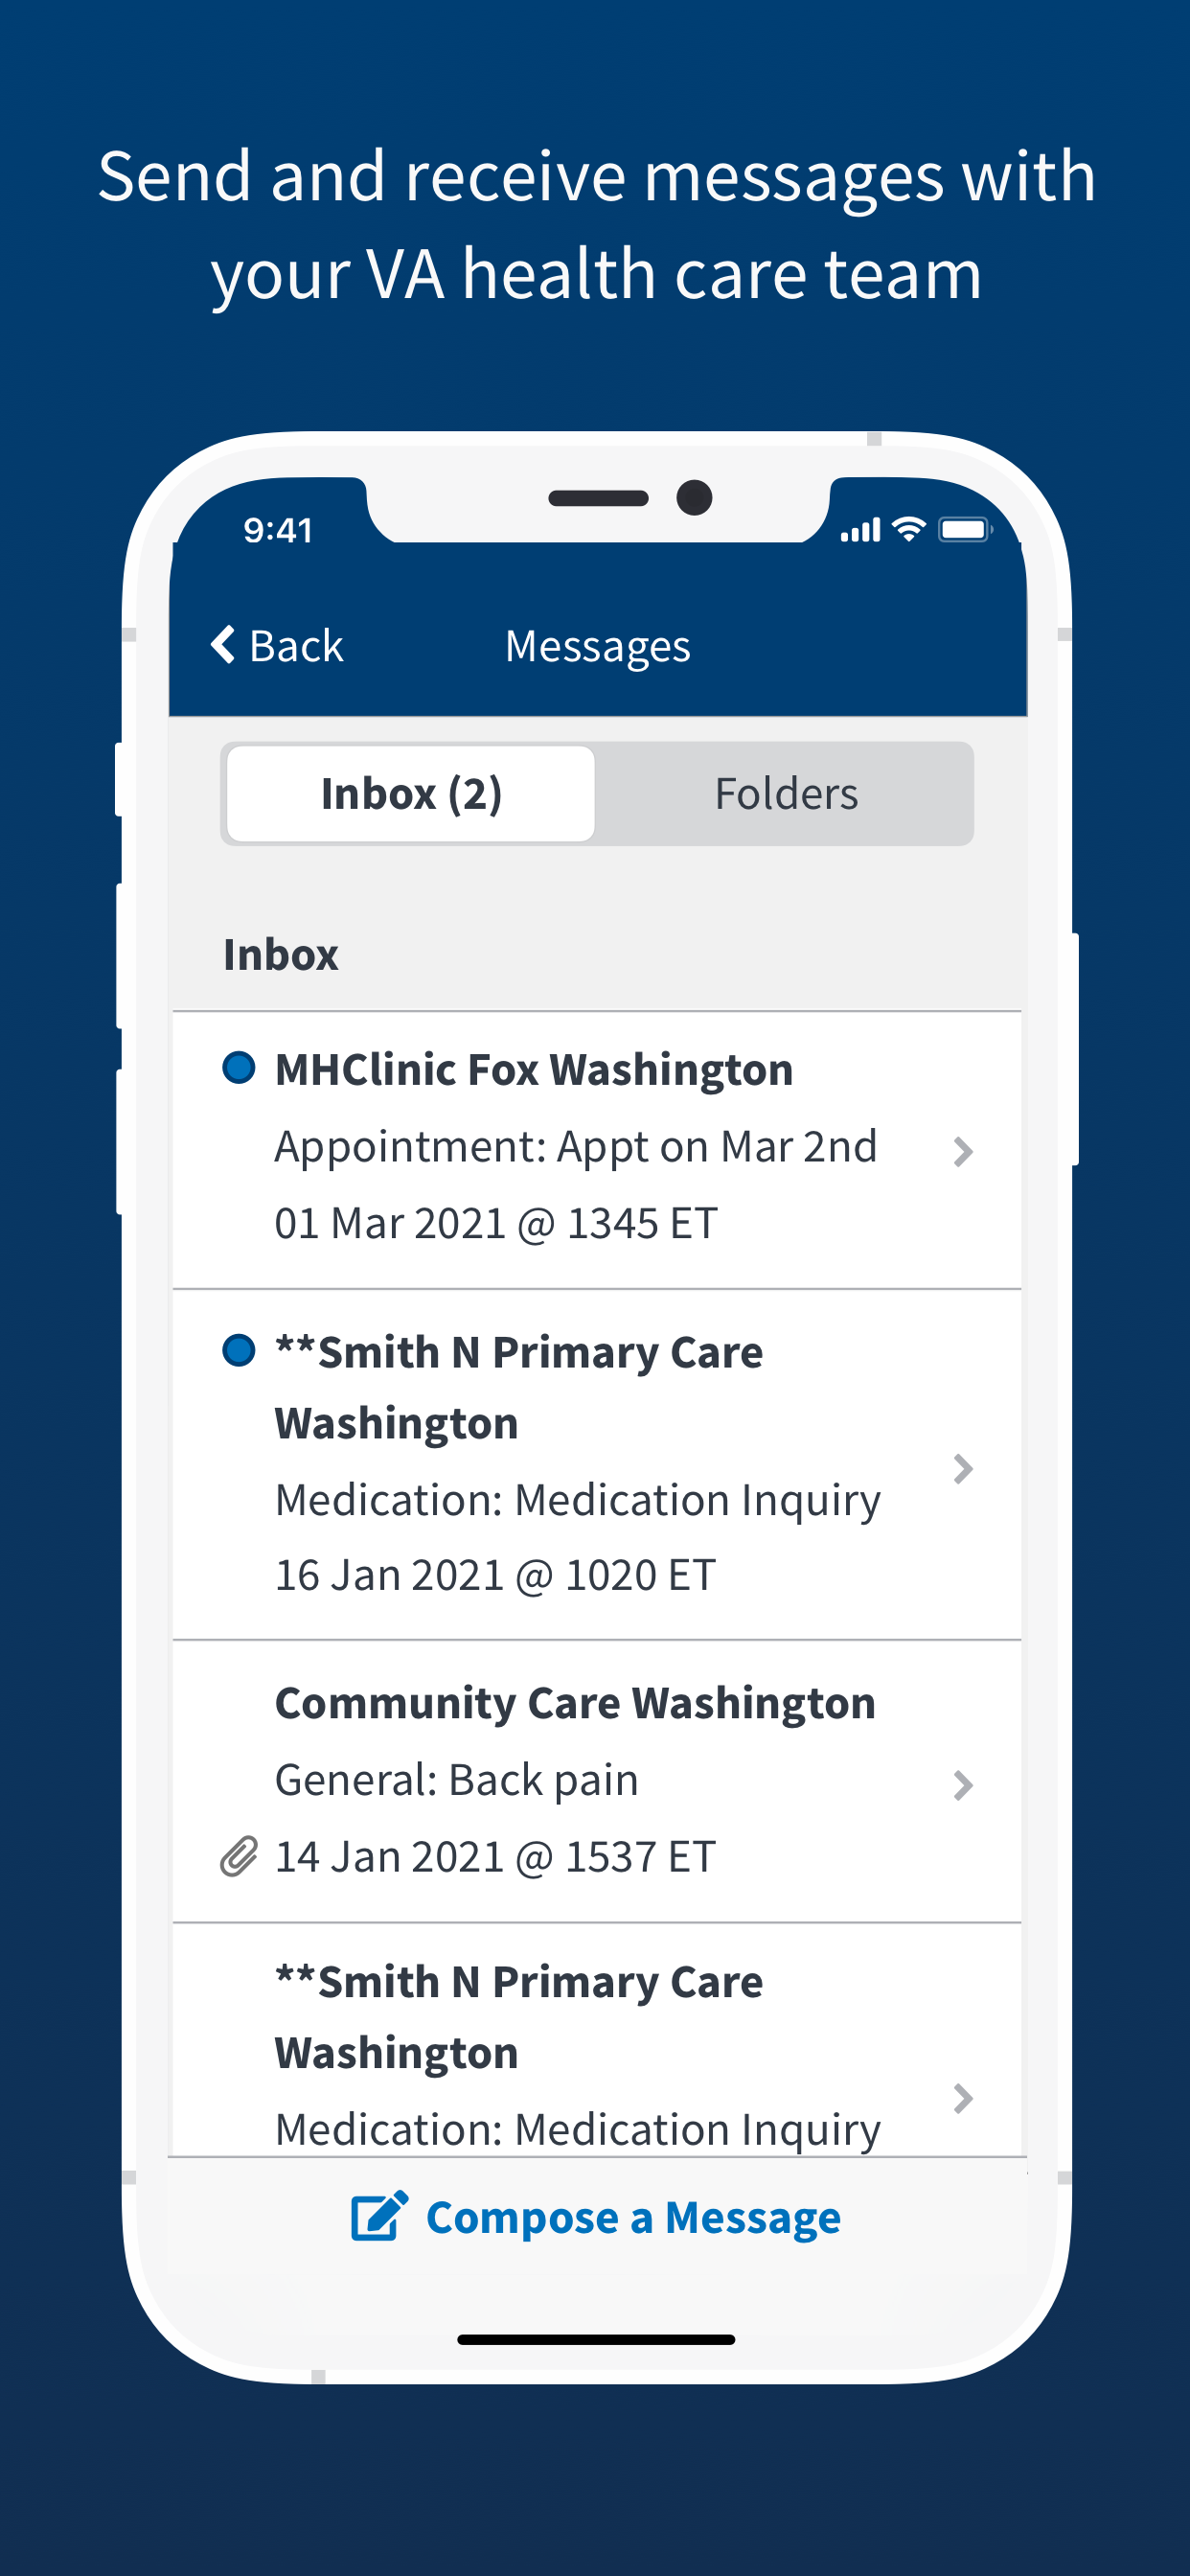 Send and receive messages with
your VA health care team
9:41
Back
Messages
Inbox (2)
Folders
Inbox
MHClinic Fox Washington
Appointment: Appt on Mar 2nd
01 Mar 2021 @ 1345 ET
**Smith N Primary Care
Washington
Medication: Medication Inquiry
16 Jan 2021 @ 1020 ET
Community Care Washington
General: Back pain
14 Jan 2021 @ 1537 ET
**Smith N Primary Care
Washington
Medication: Medication Inquiry
Compose a Message